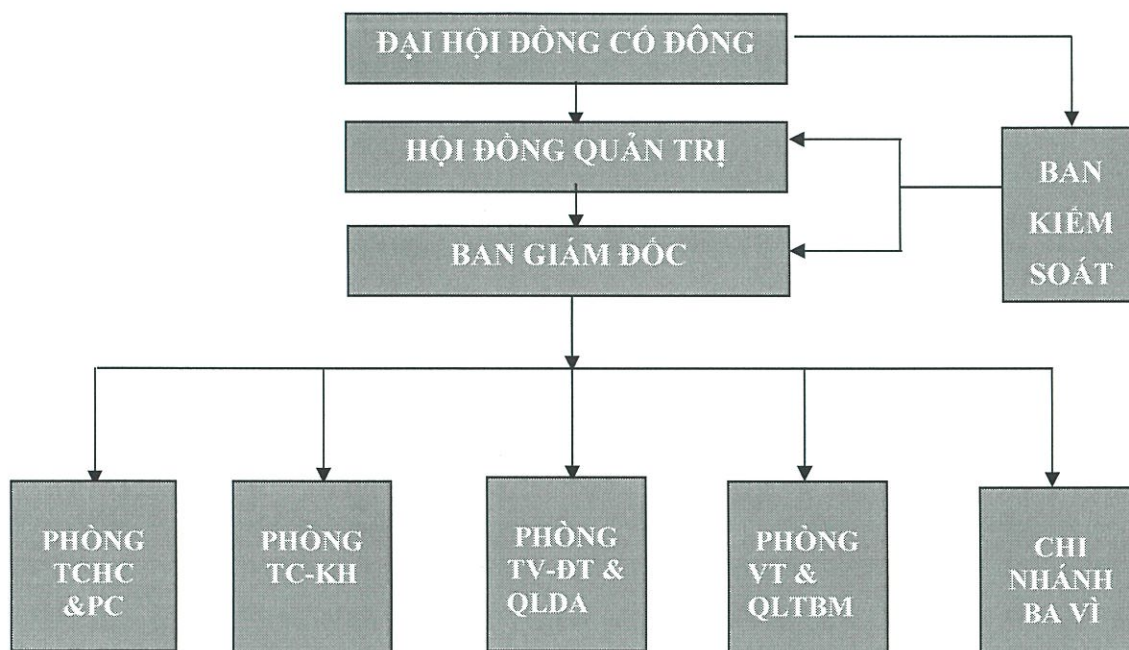 ĐẠI HỘI ĐỒNG CÓ ĐÔNG
HỘI ĐỒNG QUẢN TRỊ
BAN GIÁM ĐỐC
BAN
KIỂM
SOÁT
PHÒNG
TCHC
&PC
PHÒNG
TC-KH
PHÒNG
TV-ĐT &
QLDA
PHÒNG
VT &
QLTBM
CHI
NHÁNH
BA VÌ